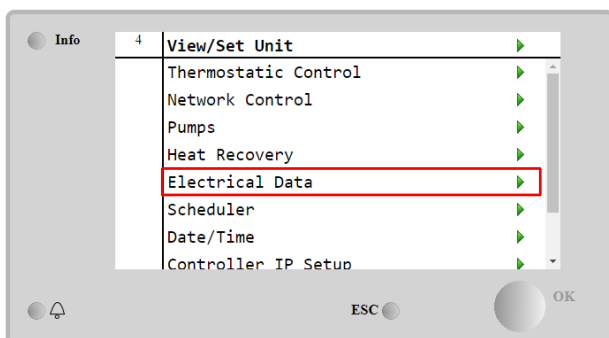 Info
4 View/Set Unit
Thermostatic Control
Network Control
Pumps
Heat Recovery
Electrical Data
Scheduler
Date/Time
Controller IP Setup
ESC
OK